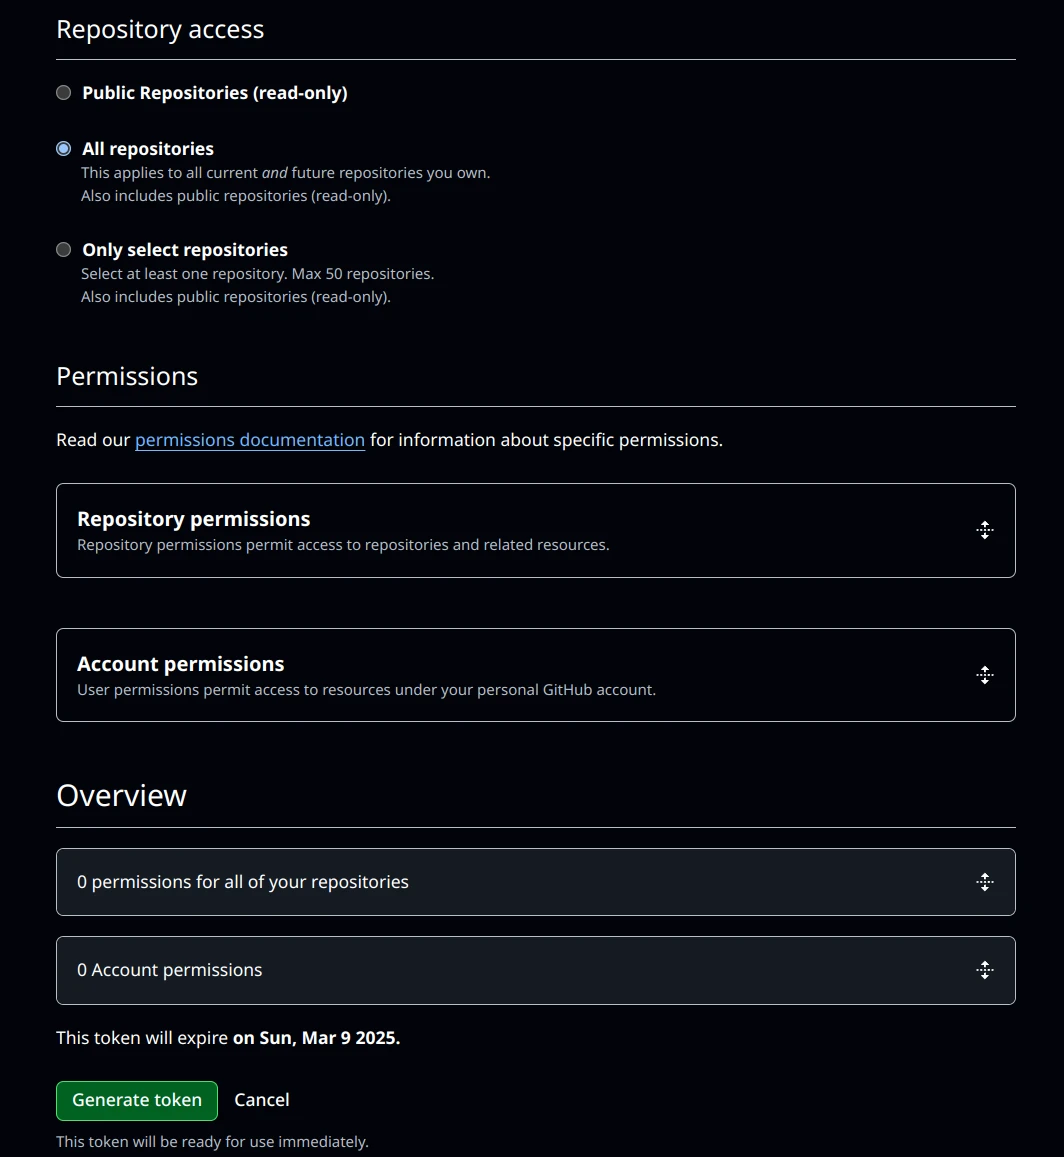 Repository access
Public Repositories (read-only)
All repositories
This applies to all current and future repositories you own.
Also includes public repositories (read-only).
Only select repositories
Select at least one repository. Max 50 repositories.
Also includes public repositories (read-only).
Permissions
Read our permissions documentation for information about specific permissions.
Repository permissions
Repository permissions permit access to repositories and related resources.
Account permissions
User permissions permit access to resources under your personal GitHub account.
Overview
0 permissions for all of your repositories
0 Account permissions
This token will expire on Sun, Mar 9 2025.
Generate token Cancel
This token will be ready for use immediately.